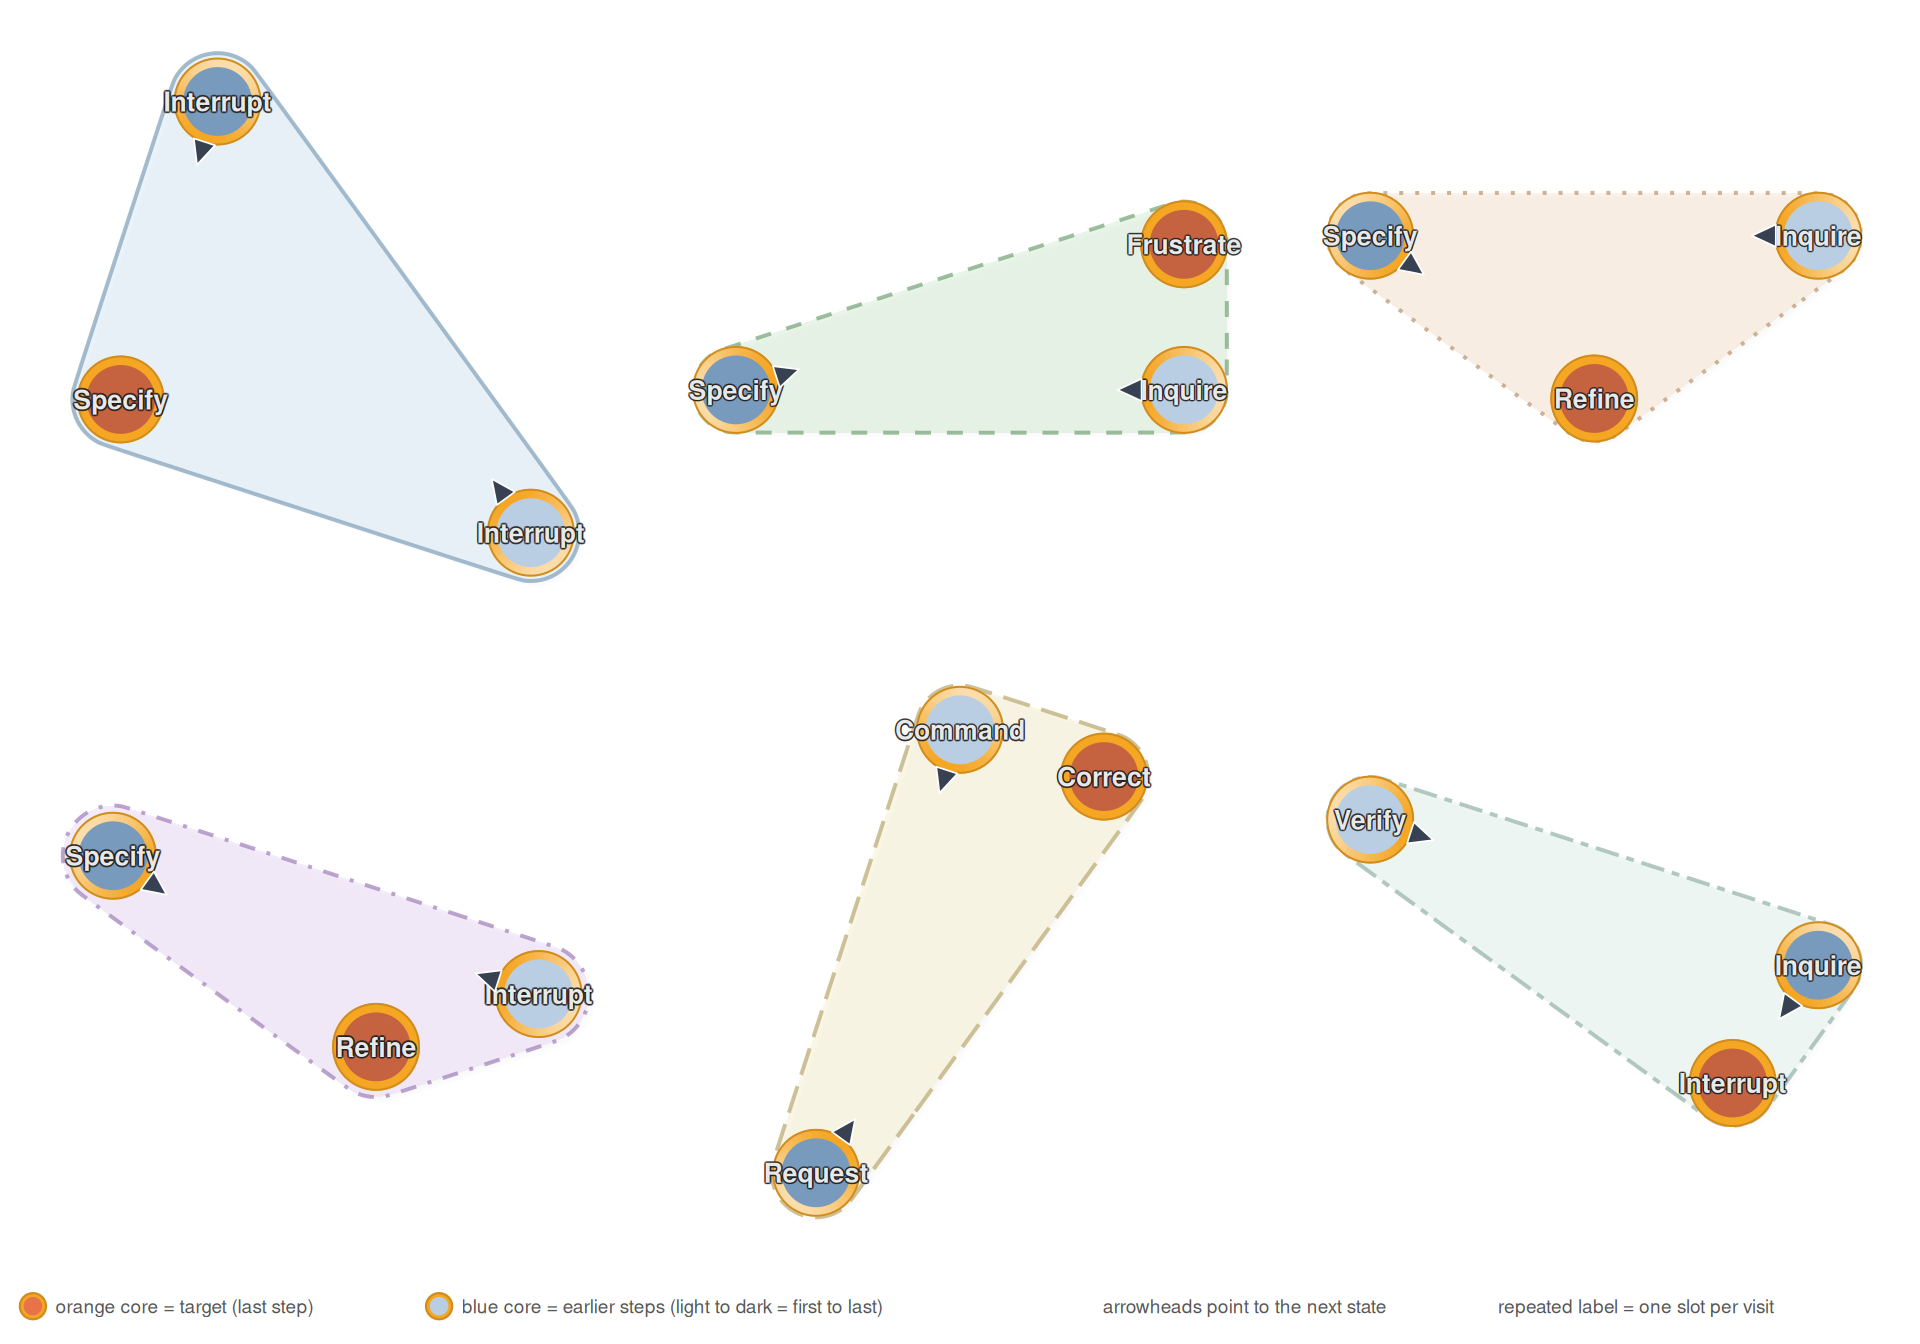 Interrupt
Specify
Interrupt
Frustrate
Specify
Inquire
Specify
Inquire
Refine
Specify
Interrupt
Refine
Command
Correct
Request
Verify
Inquire
Interrupt
orange core = target (last step)
blue core = earlier steps (light to dark = first to last)
arrowheads point to the next state
repeated label = one slot per visit